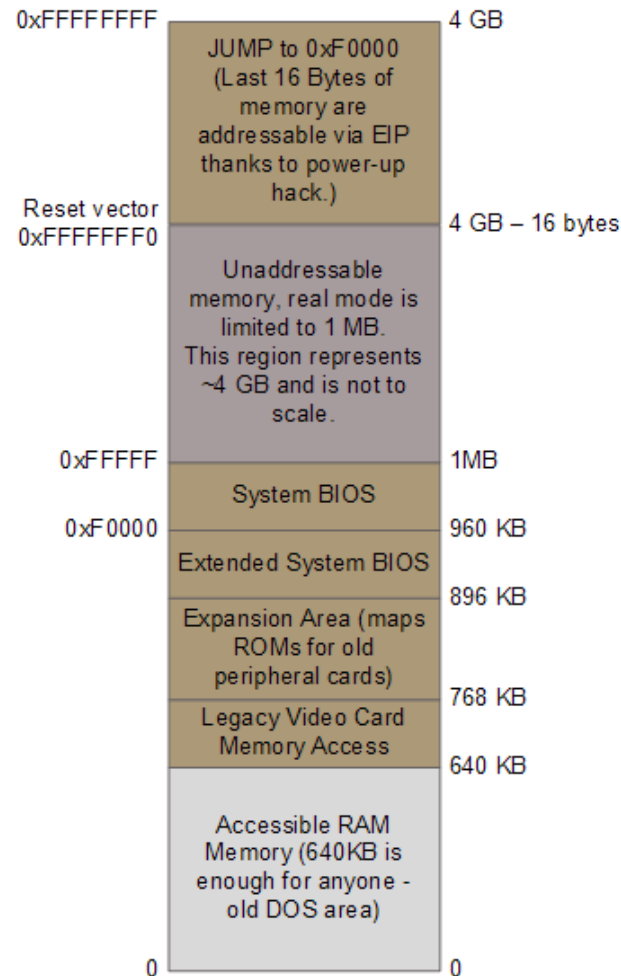 0xFFFFFFFF
4 GB
JUMP to 0xF0000
(Last 16 Bytes of
memory are
addressable via EIP
thanks to power-up
hack.)
Reset vector
0xFFFFFFF0
4 GB – 16 bytes
Unaddressable
memory, real mode is
limited to 1 MB.
This region represents
~4 GB and is not to
scale.
0xFFFFF
1MB
System BIOS
0xF0000
960 KB
Extended System BIOS
896 KB
Expansion Area (maps
ROMs for old
peripheral cards)
768 KB
Legacy Video Card
Memory Access
640 KB
Accessible RAM
Memory (640KB is
enough for anyone -
old DOS area)
0
0